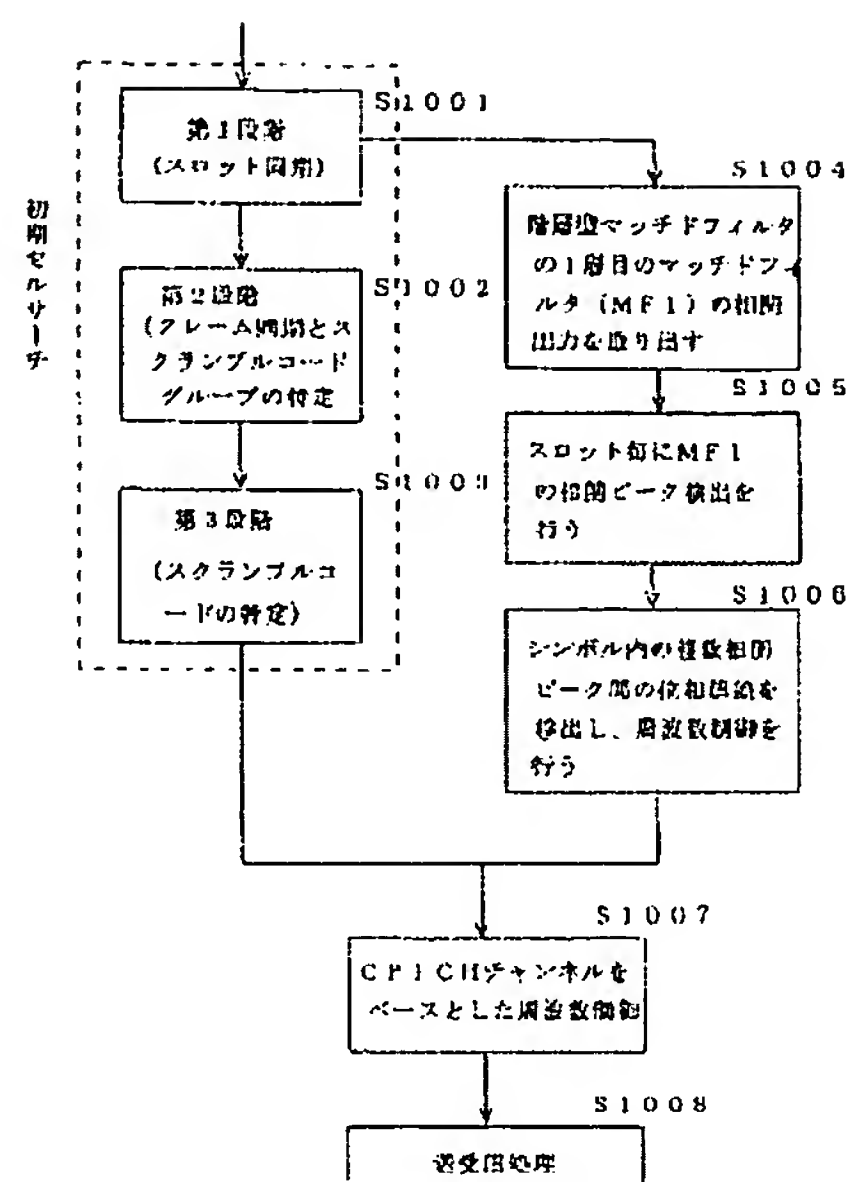 初期セルサーチ
S1001
第1段階
(スロット同期)
S1002
第2段階
(フレーム同期とス
クランブルコード
グループの特定
S1003
第3段階
(スクランブルコ
ードの特定)
S1004
階層型マッチドフィルタ
の1層目のマッチドフィ
ルタ(MF1)の相関
出力を取り出す
S1005
スロット毎にMF1
の相関ピーク検出を
行う
S1006
シンボル内の複数相関
ピーク間の位相誤差を
検出し、周波数制御を
行う
S1007
CPICHチャンネルを
ベースとした周波数制御
S1008
送受信処理